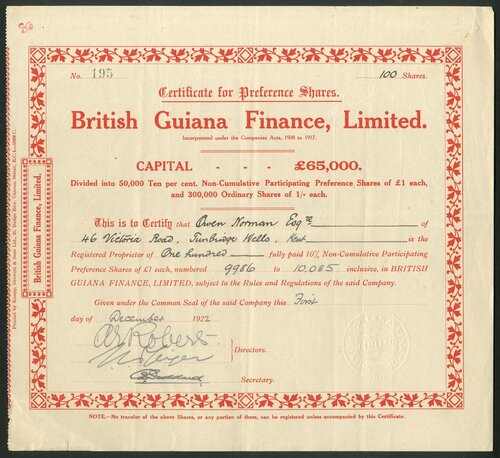 No. 195 100 Shares.
Certificate for Preference Shares.
British Guiana Finance, Limited.
Incorporated under the Companies Acts, 1908 to 1917.
CAPITAL - - - £65,000.
Divided into 50,000 Ten per cent. Non-Cumulative Participating Preference Shares of £1 each,
and 300,000 Ordinary Shares of 1/- each.
This is to Certify that Owen Norman Esqre of
46 Victoria Road, Tunbridge Wells, Kent is the
Registered Proprietor of One hundred fully paid 10% Non-Cumulative Participating
Preference Shares of £1 each, numbered 9986 to 10,085 inclusive, in BRITISH
GUIANA FINANCE, LIMITED, subject to the Rules and Regulations of the said Company.
Given under the Common Seal of the said Company this First
day of December 1922
Directors.
Secretary.
NOTE.—No transfer of the above Shares, or any portion of them, can be registered unless accompanied by this Certificate.
British Guiana Finance, Limited.